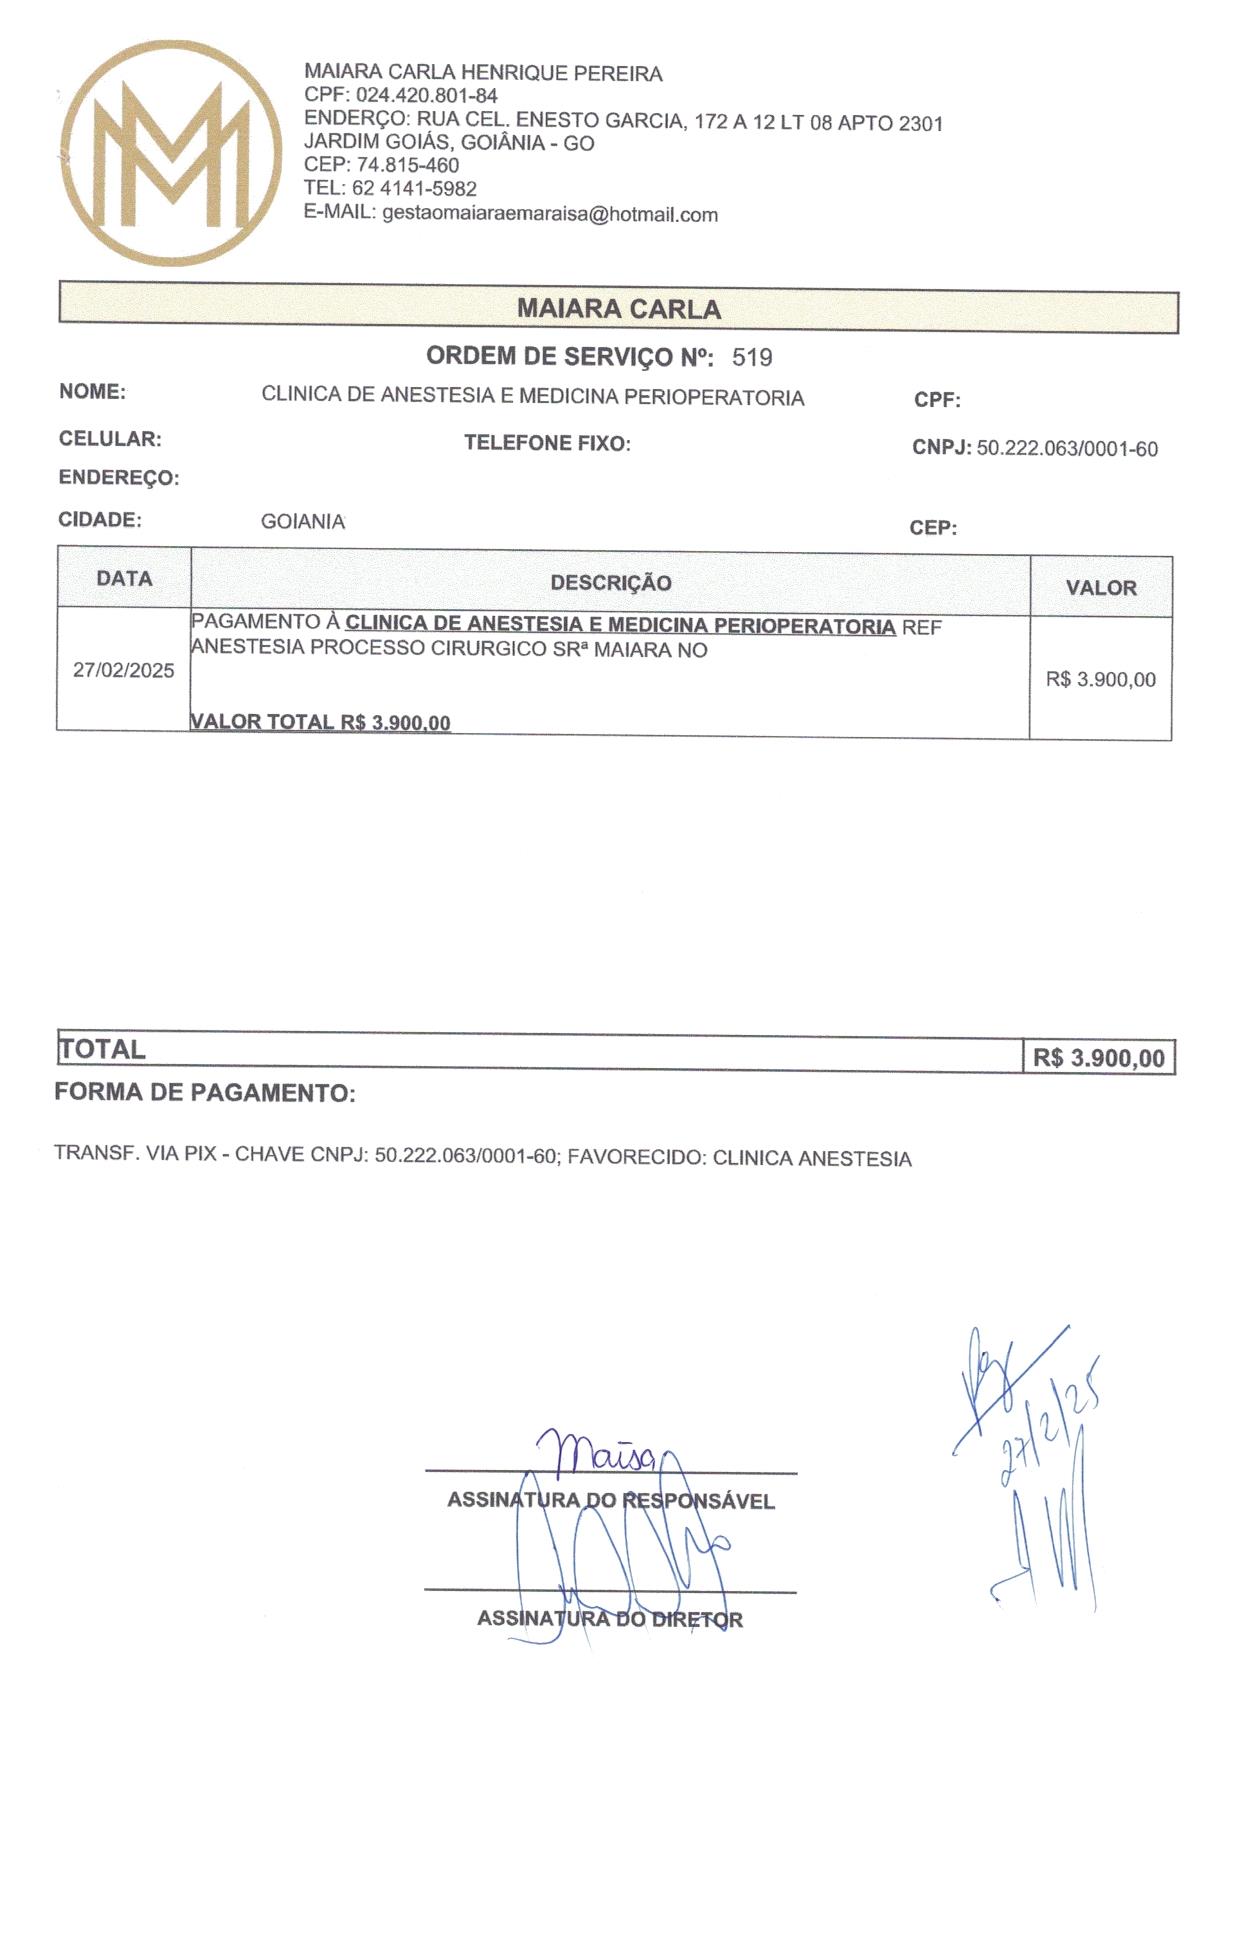 MAIARA CARLA HENRIQUE PEREIRA
CPF: 024.420.801-84
ENDERÇO: RUA CEL. ENESTO GARCIA, 172 A 12 LT 08 APTO 2301
JARDIM GOIÁS, GOIÂNIA - GO
CEP: 74.815-460
TEL: 62 4141-5982
E-MAIL: gestaomaiaraemaraisa@hotmail.com
MAIARA CARLA
ORDEM DE SERVIÇO Nº: 519
NOME: CLINICA DE ANESTESIA E MEDICINA PERIOPERATORIA CPF:
CELULAR: TELEFONE FIXO: CNPJ: 50.222.063/0001-60
ENDEREÇO:
CIDADE: GOIANIA CEP:
DATA DESCRIÇÃO VALOR
PAGAMENTO À CLINICA DE ANESTESIA E MEDICINA PERIOPERATORIA REF
ANESTESIA PROCESSO CIRURGICO SRª MAIARA NO
27/02/2025 R$ 3.900,00
VALOR TOTAL R$ 3.900,00
TOTAL R$ 3.900,00
FORMA DE PAGAMENTO:
TRANSF. VIA PIX - CHAVE CNPJ: 50.222.063/0001-60; FAVORECIDO: CLINICA ANESTESIA
27/2/25
Maisa
ASSINATURA DO RESPONSÁVEL
ASSINATURA DO DIRETOR